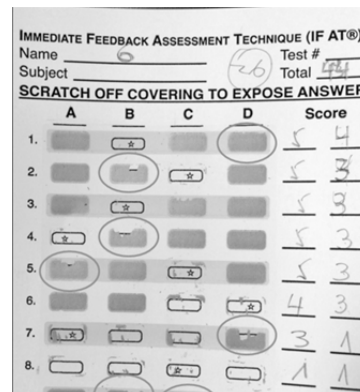 IMMEDIATE FEEDBACK ASSESSMENT TECHNIQUE (IF AT®)
Name 6 Test #
Subject 26 Total 44
SCRATCH OFF COVERING TO EXPOSE ANSWER
A B C D Score
1. 5 4
2. 5 3
3. 5 3
4. 5 3
5. 5 3
6. 4 3
7. 3 1
8. 1 1